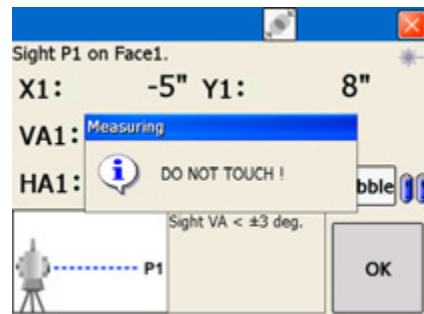 Sight P1 on Face1.
X1: -5" Y1: 8"
VA1:
Measuring
DO NOT TOUCH !
HA1:
bble
Sight VA < ±3 deg.
P1
OK